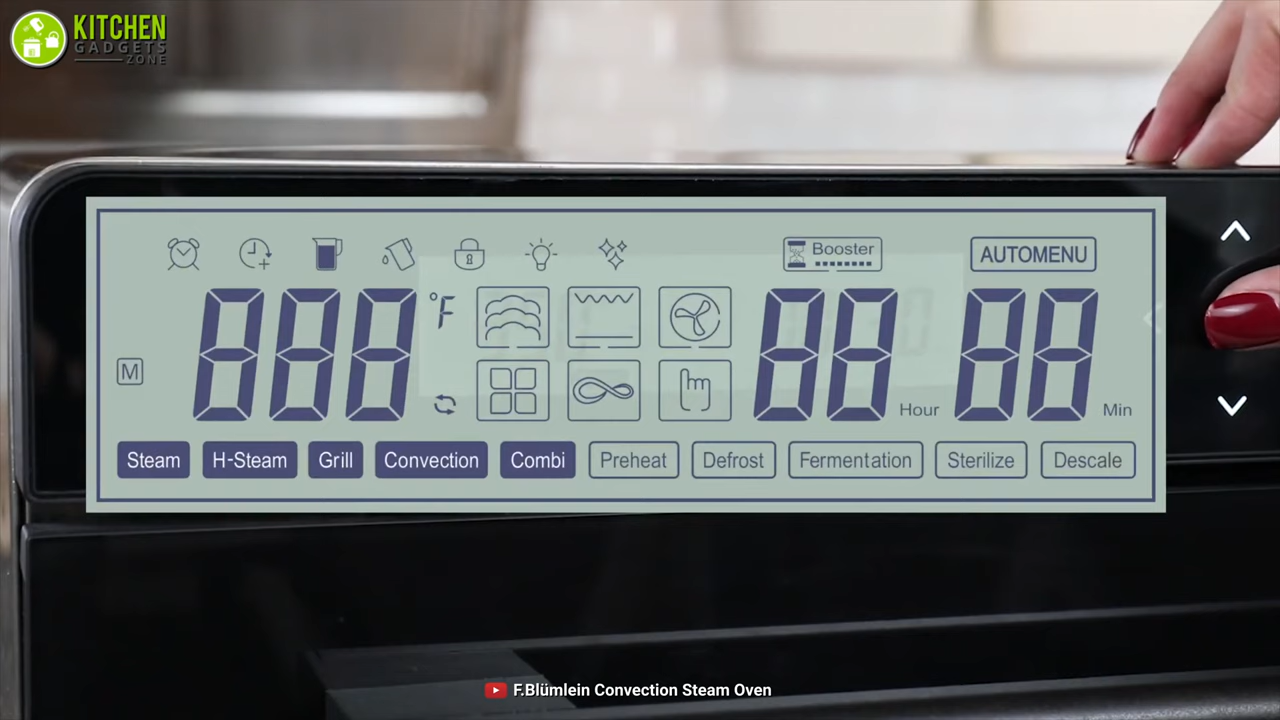 KITCHEN
GADGETS
ZONE
Booster
AUTOMENU
888 °F
88 Hour
88 Min
M
Steam H-Steam Grill Convection Combi Preheat Defrost Fermentation Sterilize Descale
F.Blümlein Convection Steam Oven